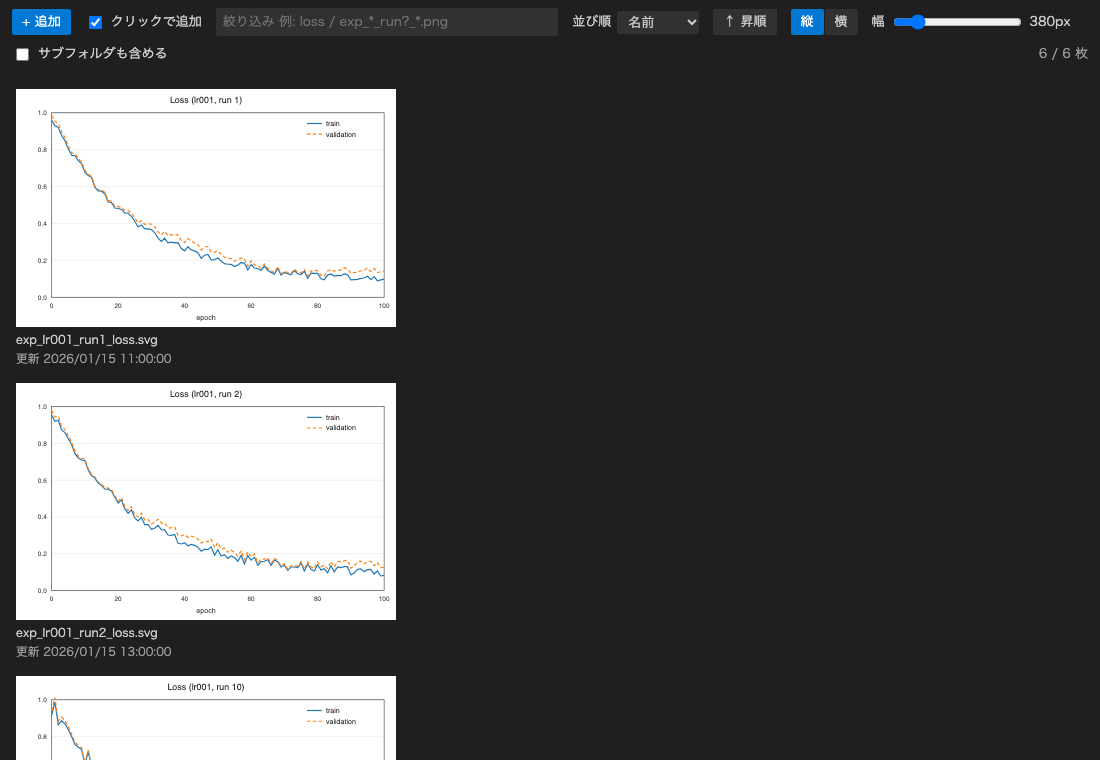 + 追加 クリックで追加 絞り込み 例: loss / exp_*_run?_*.png 並び順 名前 ↑ 昇順 縦 横 幅 380px
サブフォルダも含める 6 / 6 枚
Loss (lr001, run 1)
1.0
train
validation
0.8
0.6
0.4
0.2
0.0
0 20 40 60 80 100
epoch
exp_lr001_run1_loss.svg
更新 2026/01/15 11:00:00
Loss (lr001, run 2)
1.0
train
validation
0.8
0.6
0.4
0.2
0.0
0 20 40 60 80 100
epoch
exp_lr001_run2_loss.svg
更新 2026/01/15 13:00:00
Loss (lr001, run 10)
1.0
train
validation
0.8